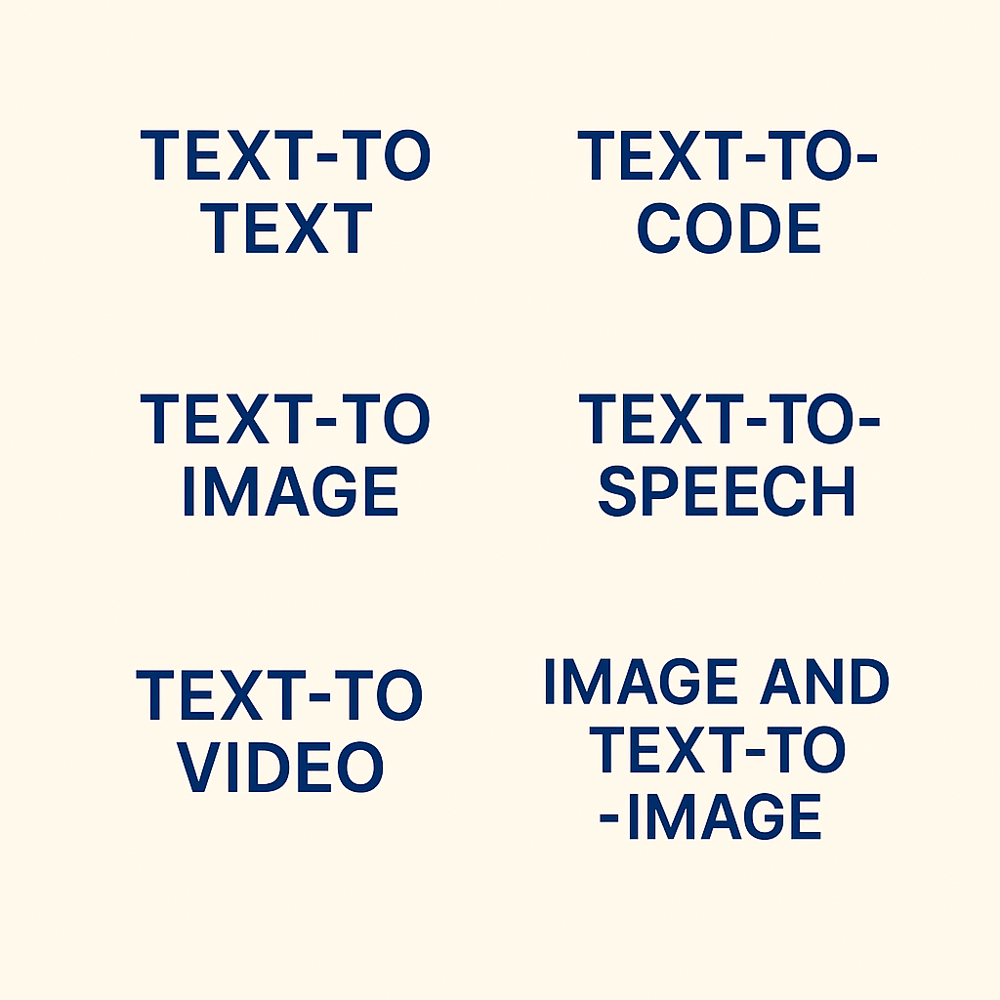 TEXT-TO
TEXT
TEXT-TO-
CODE
TEXT-TO
IMAGE
TEXT-TO-
SPEECH
TEXT-TO
VIDEO
IMAGE AND
TEXT-TO
-IMAGE